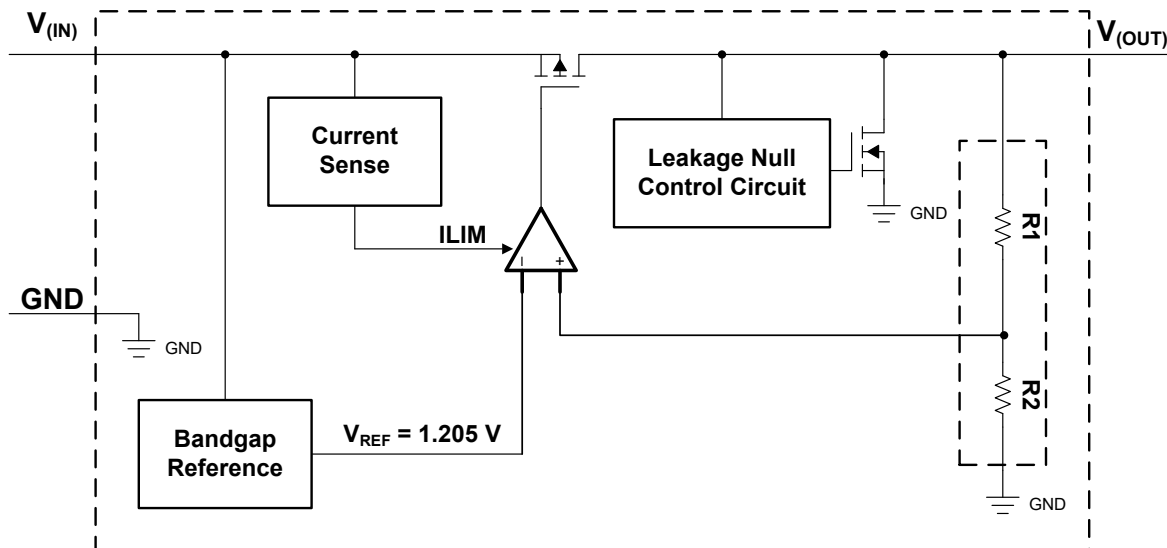 V(IN)
V(OUT)
Current
Sense
Leakage Null
Control Circuit
GND
R1
ILIM
GND
GND
R2
Bandgap
Reference
VREF = 1.205 V
GND